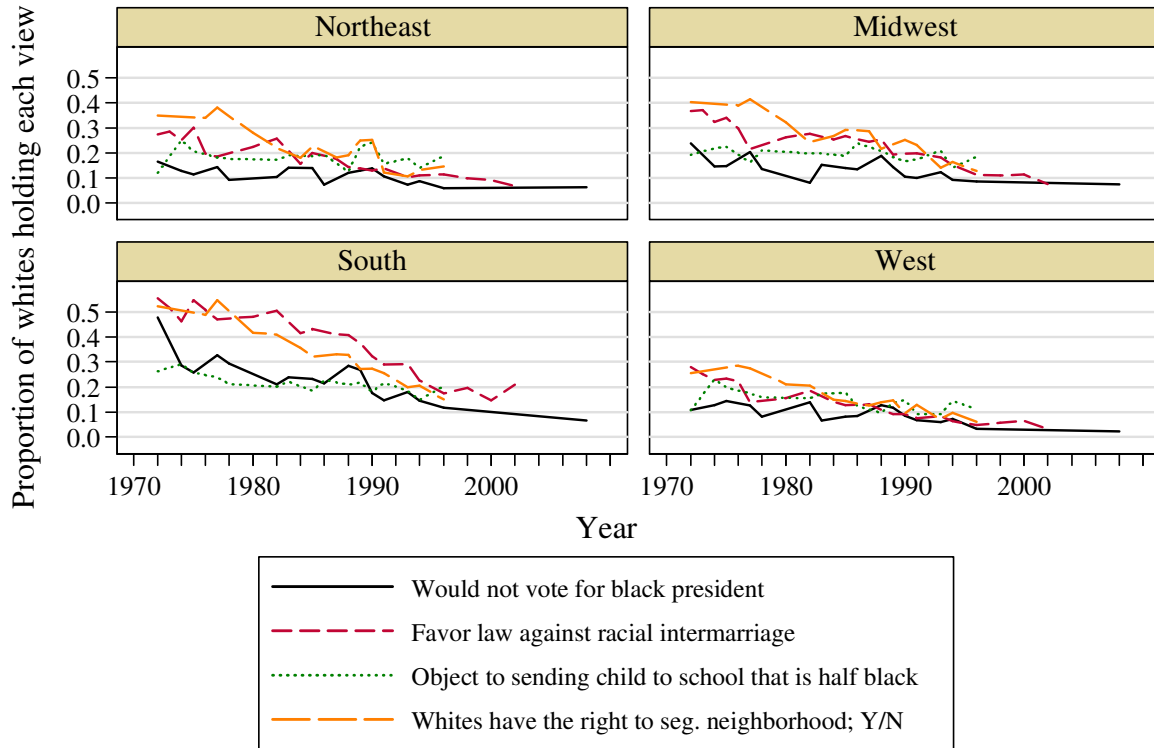 Proportion of whites holding each view
Northeast
Midwest
0.5
0.4
0.3
0.2
0.1
0.0
South
West
0.5
0.4
0.3
0.2
0.1
0.0
1970 1980 1990 2000
1970 1980 1990 2000
Year
Would not vote for black president
Favor law against racial intermarriage
Object to sending child to school that is half black
Whites have the right to seg. neighborhood; Y/N